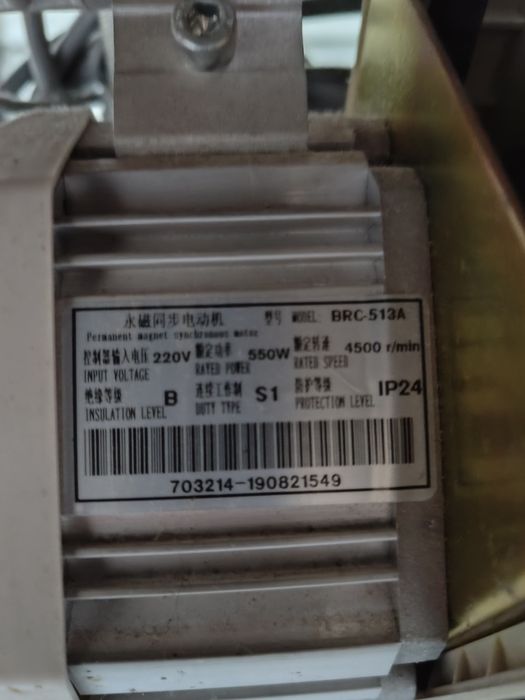 永磁同步电动机 型号 MODEL BRC-513A
Permanent magnet synchronous motor
控制器输入电压 220V 额定功率 550W 额定转速 4500 r/min
INPUT VOLTAGE RATED POWER RATED SPEED
绝缘等级 B 连接工作制 S1 防护等级 IP24
INSULATION LEVEL DUTY TYPE PROTECTION LEVEL
703214-190821549